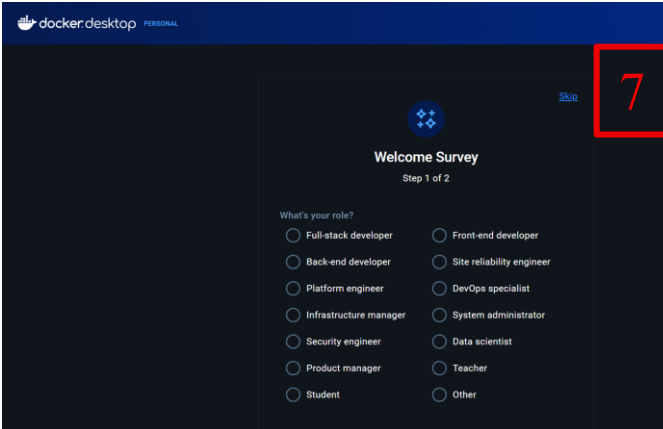 docker.desktop PERSONAL
Skip
7
Welcome Survey
Step 1 of 2
What's your role?
Full-stack developer Front-end developer
Back-end developer Site reliability engineer
Platform engineer DevOps specialist
Infrastructure manager System administrator
Security engineer Data scientist
Product manager Teacher
Student Other